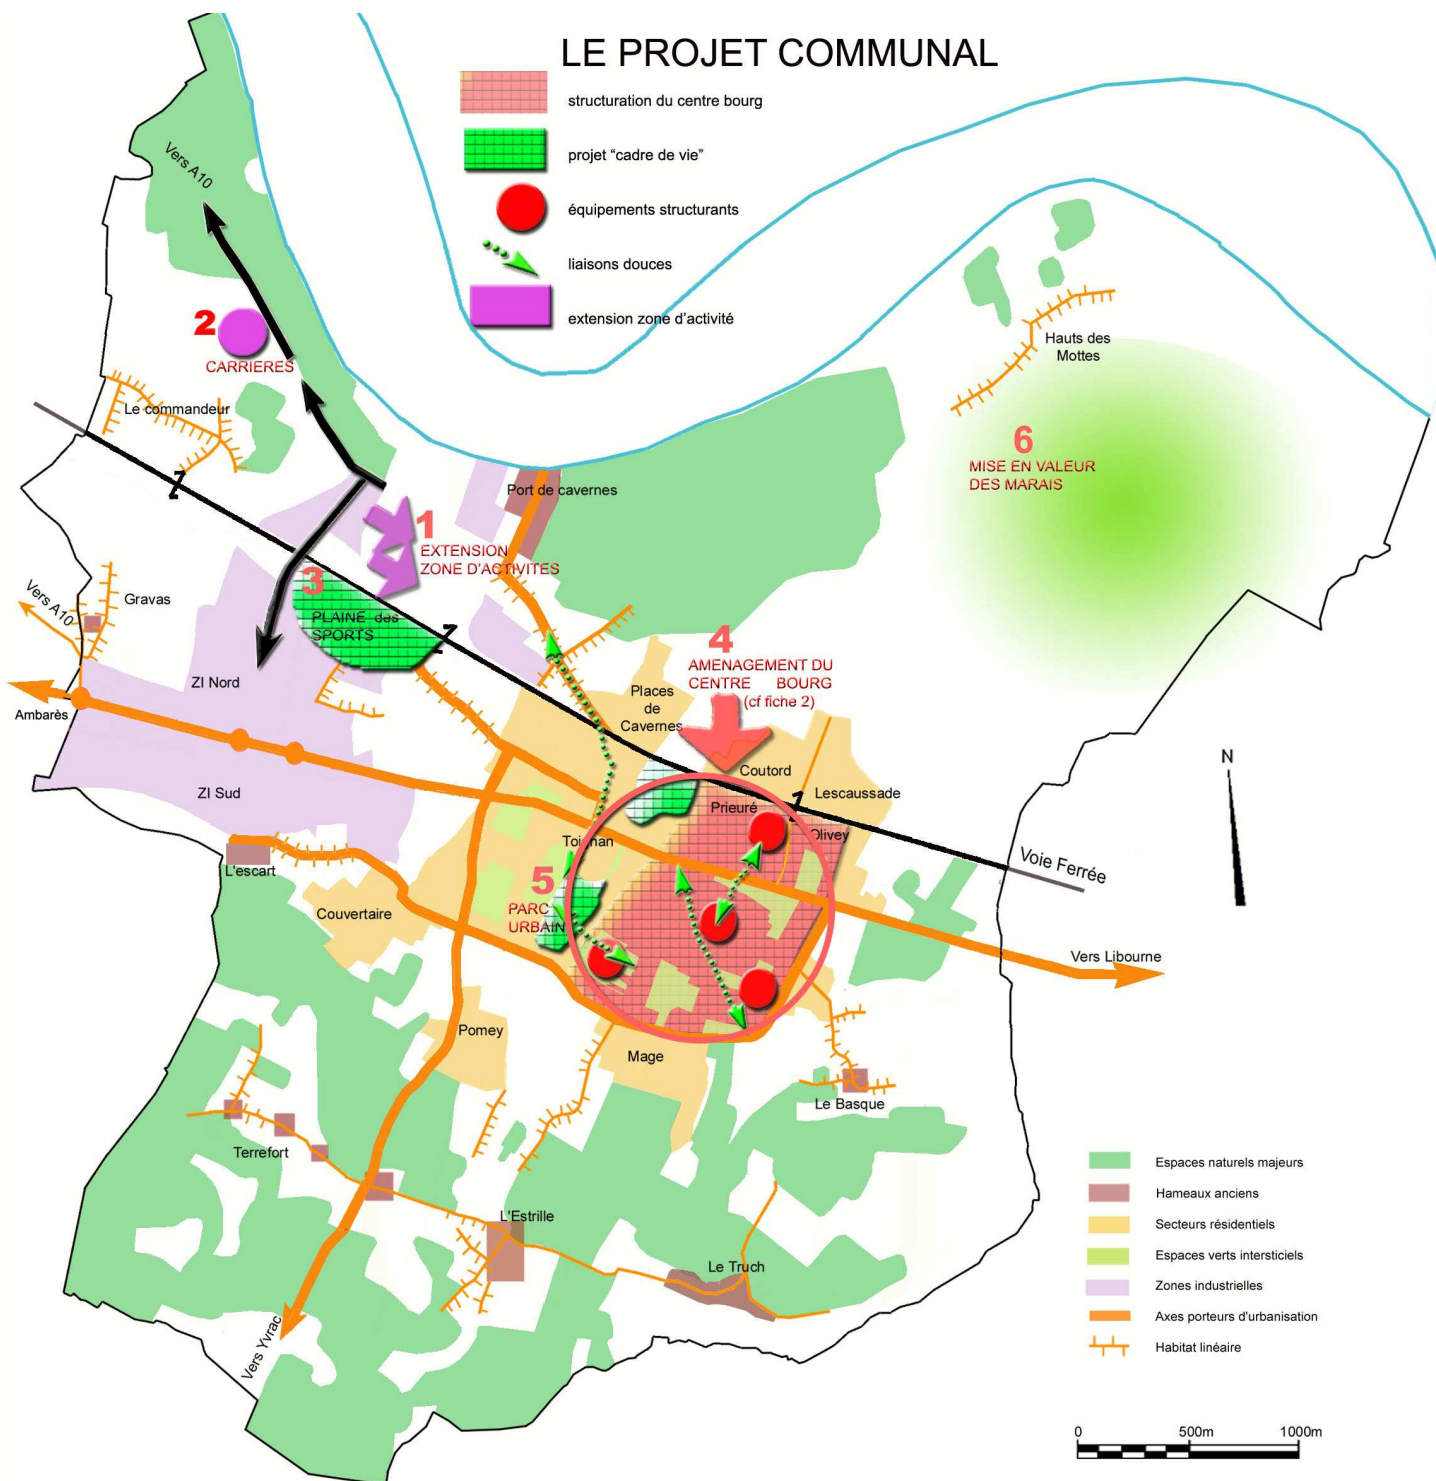 LE PROJET COMMUNAL
structuration du centre bourg
projet “cadre de vie”
équipements structurants
liaisons douces
extension zone d'activité
Vers A10
2
CARRIERES
Le commandeur
Hauts des
Mottes
6
MISE EN VALEUR
DES MARAIS
Port de cavernes
1
EXTENSION
ZONE D'ACTIVITES
3
PLAINE des
SPORTS
Gravas
Vers A10
ZI Nord
Ambarès
ZI Sud
4
AMENAGEMENT DU
CENTRE BOURG
(cf fiche 2)
Places
de
Cavernes
Coutord
Lescaussade
Prieuré
Olivey
N
Voie Ferrée
L'escart
Couvertaire
5
PARC
URBAIN
Vers Libourne
Pomey
Mage
Le Basque
Terrefort
L'Estrille
Le Truch
Vers Yvrac
Espaces naturels majeurs
Hameaux anciens
Secteurs résidentiels
Espaces verts intersticiels
Zones industrielles
Axes porteurs d'urbanisation
Habitat linéaire
0 500m 1000m